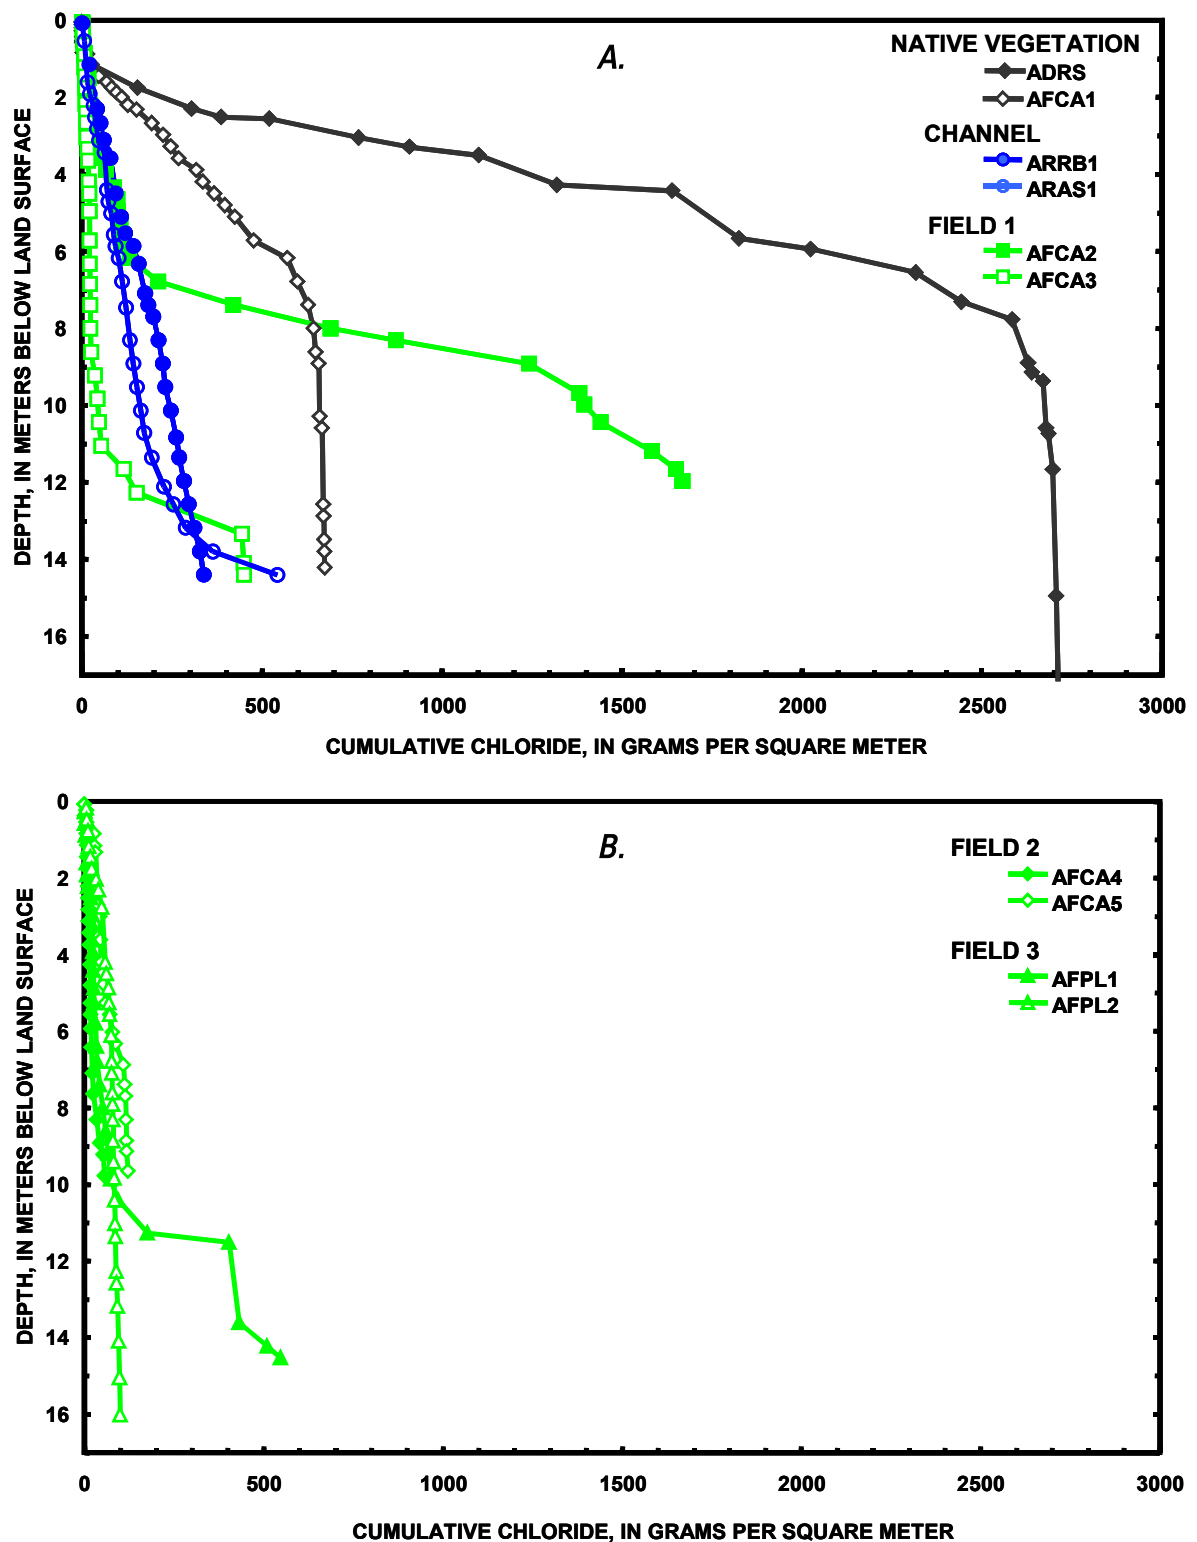 A.
NATIVE VEGETATION
ADRS
AFCA1
CHANNEL
ARRB1
ARAS1
FIELD 1
AFCA2
AFCA3
DEPTH, IN METERS BELOW LAND SURFACE
0
2
4
6
8
10
12
14
16
0 500 1000 1500 2000 2500 3000
CUMULATIVE CHLORIDE, IN GRAMS PER SQUARE METER
B.
FIELD 2
AFCA4
AFCA5
FIELD 3
AFPL1
AFPL2
DEPTH, IN METERS BELOW LAND SURFACE
0
2
4
6
8
10
12
14
16
0 500 1000 1500 2000 2500 3000
CUMULATIVE CHLORIDE, IN GRAMS PER SQUARE METER